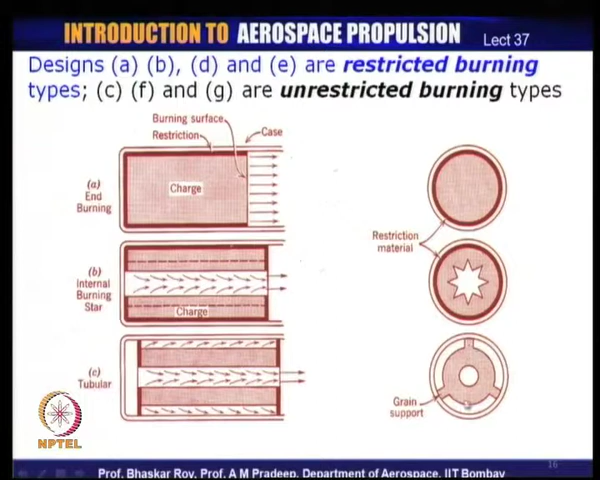 INTRODUCTION TO AEROSPACE PROPULSION
Lect 37
Designs (a) (b), (d) and (e) are restricted burning
types; (c) (f) and (g) are unrestricted burning types
Burning surface
Restriction
Case
(a)
End
Burning
Charge
Restriction
material
(b)
Internal
Burning
Star
Charge
(c)
Tubular
Grain
support
NPTEL
16
Prof. Bhaskar Roy, Prof. A M Pradeep, Department of Aerospace, IIT Bombay